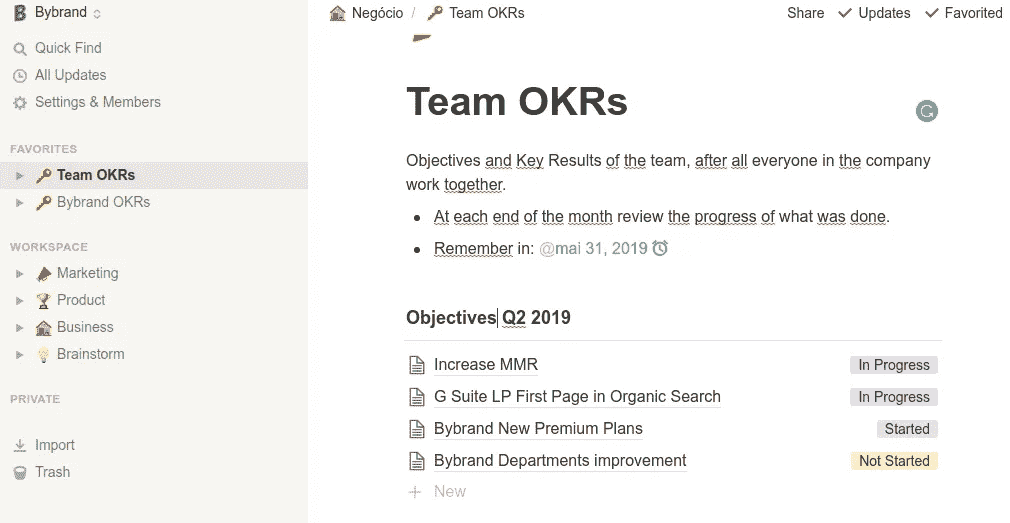 Bybrand
Quick Find
All Updates
Settings & Members
FAVORITES
Team OKRs
Bybrand OKRs
WORKSPACE
Marketing
Product
Business
Brainstorm
PRIVATE
Import
Trash
Negócio / Team OKRs Share Updates Favorited
Team OKRs
Objectives and Key Results of the team, after all everyone in the company
work together.
At each end of the month review the progress of what was done.
Remember in: @mai 31, 2019
Objectives Q2 2019
Increase MMR In Progress
G Suite LP First Page in Organic Search In Progress
Bybrand New Premium Plans Started
Bybrand Departments improvement Not Started
New